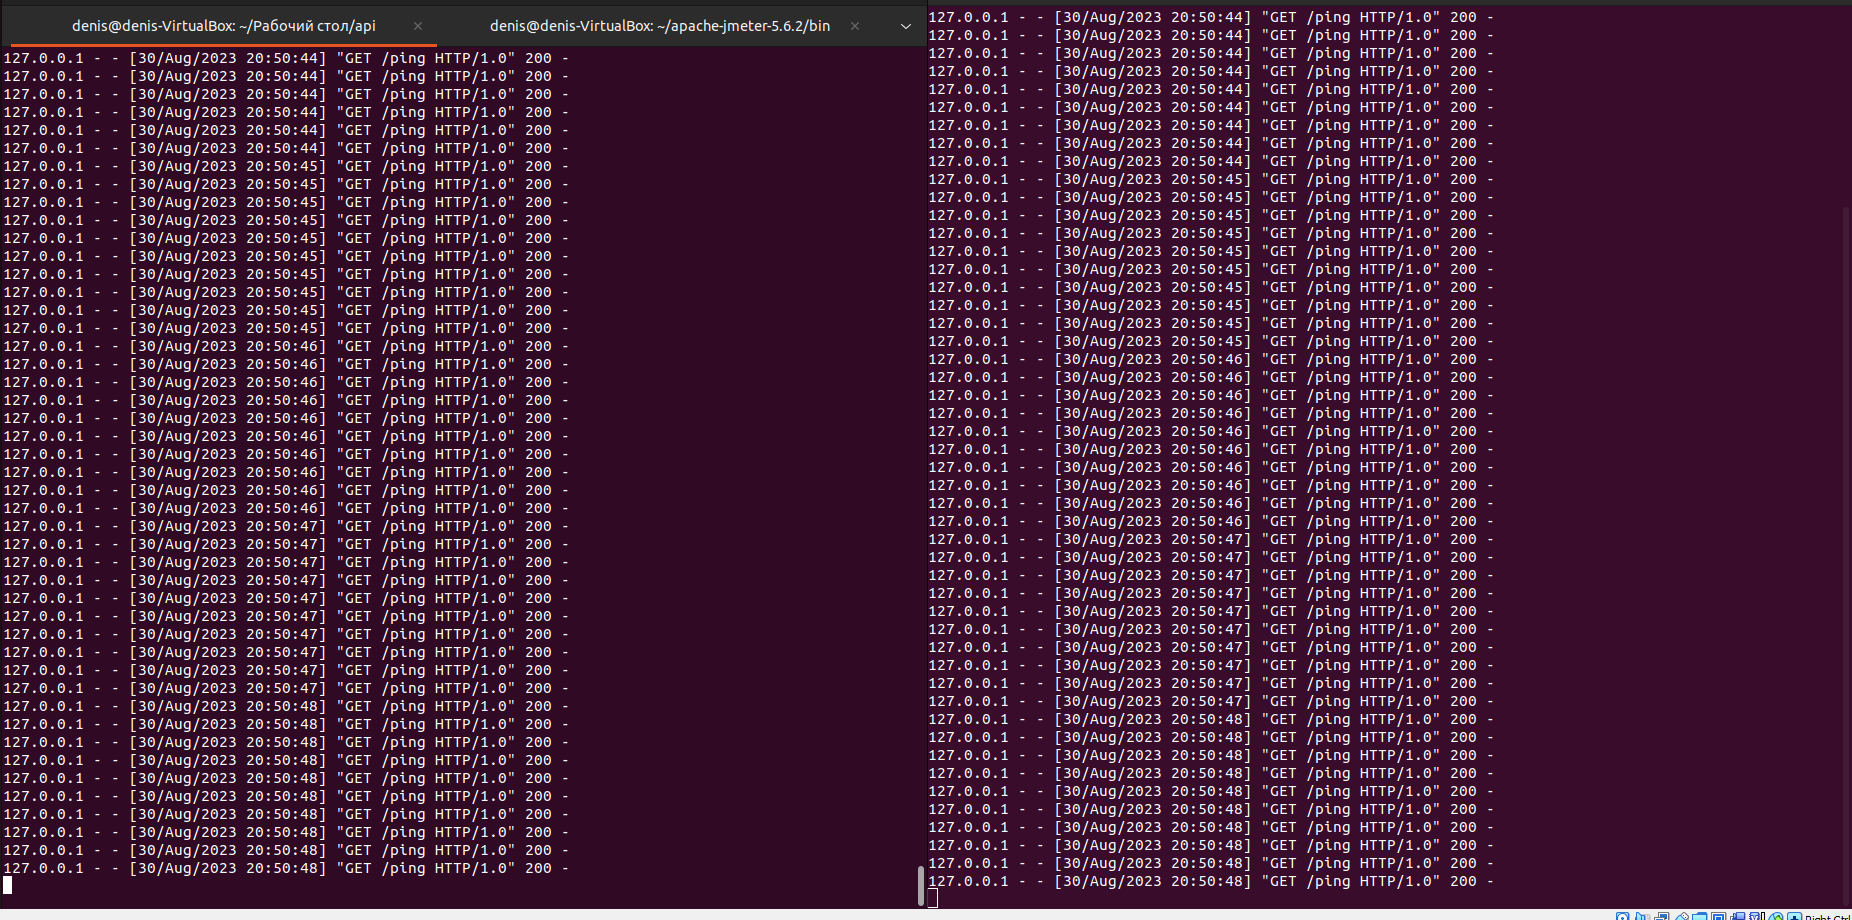 denis@denis-VirtualBox: ~/Рабочий стол/api
denis@denis-VirtualBox: ~/apache-jmeter-5.6.2/bin
127.0.0.1 - - [30/Aug/2023 20:50:44] "GET /ping HTTP/1.0" 200 -
127.0.0.1 - - [30/Aug/2023 20:50:44] "GET /ping HTTP/1.0" 200 -
127.0.0.1 - - [30/Aug/2023 20:50:44] "GET /ping HTTP/1.0" 200 -
127.0.0.1 - - [30/Aug/2023 20:50:44] "GET /ping HTTP/1.0" 200 -
127.0.0.1 - - [30/Aug/2023 20:50:44] "GET /ping HTTP/1.0" 200 -
127.0.0.1 - - [30/Aug/2023 20:50:44] "GET /ping HTTP/1.0" 200 -
127.0.0.1 - - [30/Aug/2023 20:50:45] "GET /ping HTTP/1.0" 200 -
127.0.0.1 - - [30/Aug/2023 20:50:45] "GET /ping HTTP/1.0" 200 -
127.0.0.1 - - [30/Aug/2023 20:50:45] "GET /ping HTTP/1.0" 200 -
127.0.0.1 - - [30/Aug/2023 20:50:45] "GET /ping HTTP/1.0" 200 -
127.0.0.1 - - [30/Aug/2023 20:50:45] "GET /ping HTTP/1.0" 200 -
127.0.0.1 - - [30/Aug/2023 20:50:45] "GET /ping HTTP/1.0" 200 -
127.0.0.1 - - [30/Aug/2023 20:50:45] "GET /ping HTTP/1.0" 200 -
127.0.0.1 - - [30/Aug/2023 20:50:45] "GET /ping HTTP/1.0" 200 -
127.0.0.1 - - [30/Aug/2023 20:50:45] "GET /ping HTTP/1.0" 200 -
127.0.0.1 - - [30/Aug/2023 20:50:45] "GET /ping HTTP/1.0" 200 -
127.0.0.1 - - [30/Aug/2023 20:50:46] "GET /ping HTTP/1.0" 200 -
127.0.0.1 - - [30/Aug/2023 20:50:46] "GET /ping HTTP/1.0" 200 -
127.0.0.1 - - [30/Aug/2023 20:50:46] "GET /ping HTTP/1.0" 200 -
127.0.0.1 - - [30/Aug/2023 20:50:46] "GET /ping HTTP/1.0" 200 -
127.0.0.1 - - [30/Aug/2023 20:50:46] "GET /ping HTTP/1.0" 200 -
127.0.0.1 - - [30/Aug/2023 20:50:46] "GET /ping HTTP/1.0" 200 -
127.0.0.1 - - [30/Aug/2023 20:50:46] "GET /ping HTTP/1.0" 200 -
127.0.0.1 - - [30/Aug/2023 20:50:46] "GET /ping HTTP/1.0" 200 -
127.0.0.1 - - [30/Aug/2023 20:50:46] "GET /ping HTTP/1.0" 200 -
127.0.0.1 - - [30/Aug/2023 20:50:46] "GET /ping HTTP/1.0" 200 -
127.0.0.1 - - [30/Aug/2023 20:50:47] "GET /ping HTTP/1.0" 200 -
127.0.0.1 - - [30/Aug/2023 20:50:47] "GET /ping HTTP/1.0" 200 -
127.0.0.1 - - [30/Aug/2023 20:50:47] "GET /ping HTTP/1.0" 200 -
127.0.0.1 - - [30/Aug/2023 20:50:47] "GET /ping HTTP/1.0" 200 -
127.0.0.1 - - [30/Aug/2023 20:50:47] "GET /ping HTTP/1.0" 200 -
127.0.0.1 - - [30/Aug/2023 20:50:47] "GET /ping HTTP/1.0" 200 -
127.0.0.1 - - [30/Aug/2023 20:50:47] "GET /ping HTTP/1.0" 200 -
127.0.0.1 - - [30/Aug/2023 20:50:47] "GET /ping HTTP/1.0" 200 -
127.0.0.1 - - [30/Aug/2023 20:50:47] "GET /ping HTTP/1.0" 200 -
127.0.0.1 - - [30/Aug/2023 20:50:47] "GET /ping HTTP/1.0" 200 -
127.0.0.1 - - [30/Aug/2023 20:50:48] "GET /ping HTTP/1.0" 200 -
127.0.0.1 - - [30/Aug/2023 20:50:48] "GET /ping HTTP/1.0" 200 -
127.0.0.1 - - [30/Aug/2023 20:50:48] "GET /ping HTTP/1.0" 200 -
127.0.0.1 - - [30/Aug/2023 20:50:48] "GET /ping HTTP/1.0" 200 -
127.0.0.1 - - [30/Aug/2023 20:50:48] "GET /ping HTTP/1.0" 200 -
127.0.0.1 - - [30/Aug/2023 20:50:48] "GET /ping HTTP/1.0" 200 -
127.0.0.1 - - [30/Aug/2023 20:50:48] "GET /ping HTTP/1.0" 200 -
127.0.0.1 - - [30/Aug/2023 20:50:48] "GET /ping HTTP/1.0" 200 -
127.0.0.1 - - [30/Aug/2023 20:50:48] "GET /ping HTTP/1.0" 200 -
127.0.0.1 - - [30/Aug/2023 20:50:48] "GET /ping HTTP/1.0" 200 -
127.0.0.1 - - [30/Aug/2023 20:50:44] "GET /ping HTTP/1.0" 200 -
127.0.0.1 - - [30/Aug/2023 20:50:44] "GET /ping HTTP/1.0" 200 -
127.0.0.1 - - [30/Aug/2023 20:50:44] "GET /ping HTTP/1.0" 200 -
127.0.0.1 - - [30/Aug/2023 20:50:44] "GET /ping HTTP/1.0" 200 -
127.0.0.1 - - [30/Aug/2023 20:50:44] "GET /ping HTTP/1.0" 200 -
127.0.0.1 - - [30/Aug/2023 20:50:44] "GET /ping HTTP/1.0" 200 -
127.0.0.1 - - [30/Aug/2023 20:50:44] "GET /ping HTTP/1.0" 200 -
127.0.0.1 - - [30/Aug/2023 20:50:44] "GET /ping HTTP/1.0" 200 -
127.0.0.1 - - [30/Aug/2023 20:50:44] "GET /ping HTTP/1.0" 200 -
127.0.0.1 - - [30/Aug/2023 20:50:45] "GET /ping HTTP/1.0" 200 -
127.0.0.1 - - [30/Aug/2023 20:50:45] "GET /ping HTTP/1.0" 200 -
127.0.0.1 - - [30/Aug/2023 20:50:45] "GET /ping HTTP/1.0" 200 -
127.0.0.1 - - [30/Aug/2023 20:50:45] "GET /ping HTTP/1.0" 200 -
127.0.0.1 - - [30/Aug/2023 20:50:45] "GET /ping HTTP/1.0" 200 -
127.0.0.1 - - [30/Aug/2023 20:50:45] "GET /ping HTTP/1.0" 200 -
127.0.0.1 - - [30/Aug/2023 20:50:45] "GET /ping HTTP/1.0" 200 -
127.0.0.1 - - [30/Aug/2023 20:50:45] "GET /ping HTTP/1.0" 200 -
127.0.0.1 - - [30/Aug/2023 20:50:45] "GET /ping HTTP/1.0" 200 -
127.0.0.1 - - [30/Aug/2023 20:50:45] "GET /ping HTTP/1.0" 200 -
127.0.0.1 - - [30/Aug/2023 20:50:46] "GET /ping HTTP/1.0" 200 -
127.0.0.1 - - [30/Aug/2023 20:50:46] "GET /ping HTTP/1.0" 200 -
127.0.0.1 - - [30/Aug/2023 20:50:46] "GET /ping HTTP/1.0" 200 -
127.0.0.1 - - [30/Aug/2023 20:50:46] "GET /ping HTTP/1.0" 200 -
127.0.0.1 - - [30/Aug/2023 20:50:46] "GET /ping HTTP/1.0" 200 -
127.0.0.1 - - [30/Aug/2023 20:50:46] "GET /ping HTTP/1.0" 200 -
127.0.0.1 - - [30/Aug/2023 20:50:46] "GET /ping HTTP/1.0" 200 -
127.0.0.1 - - [30/Aug/2023 20:50:46] "GET /ping HTTP/1.0" 200 -
127.0.0.1 - - [30/Aug/2023 20:50:46] "GET /ping HTTP/1.0" 200 -
127.0.0.1 - - [30/Aug/2023 20:50:46] "GET /ping HTTP/1.0" 200 -
127.0.0.1 - - [30/Aug/2023 20:50:47] "GET /ping HTTP/1.0" 200 -
127.0.0.1 - - [30/Aug/2023 20:50:47] "GET /ping HTTP/1.0" 200 -
127.0.0.1 - - [30/Aug/2023 20:50:47] "GET /ping HTTP/1.0" 200 -
127.0.0.1 - - [30/Aug/2023 20:50:47] "GET /ping HTTP/1.0" 200 -
127.0.0.1 - - [30/Aug/2023 20:50:47] "GET /ping HTTP/1.0" 200 -
127.0.0.1 - - [30/Aug/2023 20:50:47] "GET /ping HTTP/1.0" 200 -
127.0.0.1 - - [30/Aug/2023 20:50:47] "GET /ping HTTP/1.0" 200 -
127.0.0.1 - - [30/Aug/2023 20:50:47] "GET /ping HTTP/1.0" 200 -
127.0.0.1 - - [30/Aug/2023 20:50:47] "GET /ping HTTP/1.0" 200 -
127.0.0.1 - - [30/Aug/2023 20:50:47] "GET /ping HTTP/1.0" 200 -
127.0.0.1 - - [30/Aug/2023 20:50:48] "GET /ping HTTP/1.0" 200 -
127.0.0.1 - - [30/Aug/2023 20:50:48] "GET /ping HTTP/1.0" 200 -
127.0.0.1 - - [30/Aug/2023 20:50:48] "GET /ping HTTP/1.0" 200 -
127.0.0.1 - - [30/Aug/2023 20:50:48] "GET /ping HTTP/1.0" 200 -
127.0.0.1 - - [30/Aug/2023 20:50:48] "GET /ping HTTP/1.0" 200 -
127.0.0.1 - - [30/Aug/2023 20:50:48] "GET /ping HTTP/1.0" 200 -
127.0.0.1 - - [30/Aug/2023 20:50:48] "GET /ping HTTP/1.0" 200 -
127.0.0.1 - - [30/Aug/2023 20:50:48] "GET /ping HTTP/1.0" 200 -
127.0.0.1 - - [30/Aug/2023 20:50:48] "GET /ping HTTP/1.0" 200 -
127.0.0.1 - - [30/Aug/2023 20:50:48] "GET /ping HTTP/1.0" 200 -
Right Ctrl